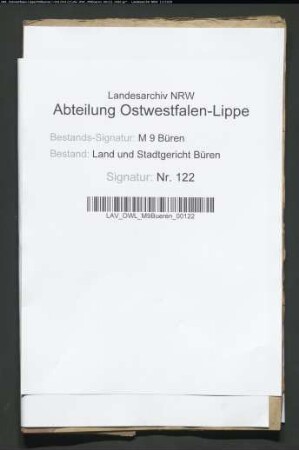 Landesarchiv NRW
Abteilung Ostwestfalen-Lippe
Bestands-Signatur: M 9 Büren
Bestand: Land und Stadtgericht Büren
Signatur: Nr. 122
LAV_OWL_M9Bueren_00122